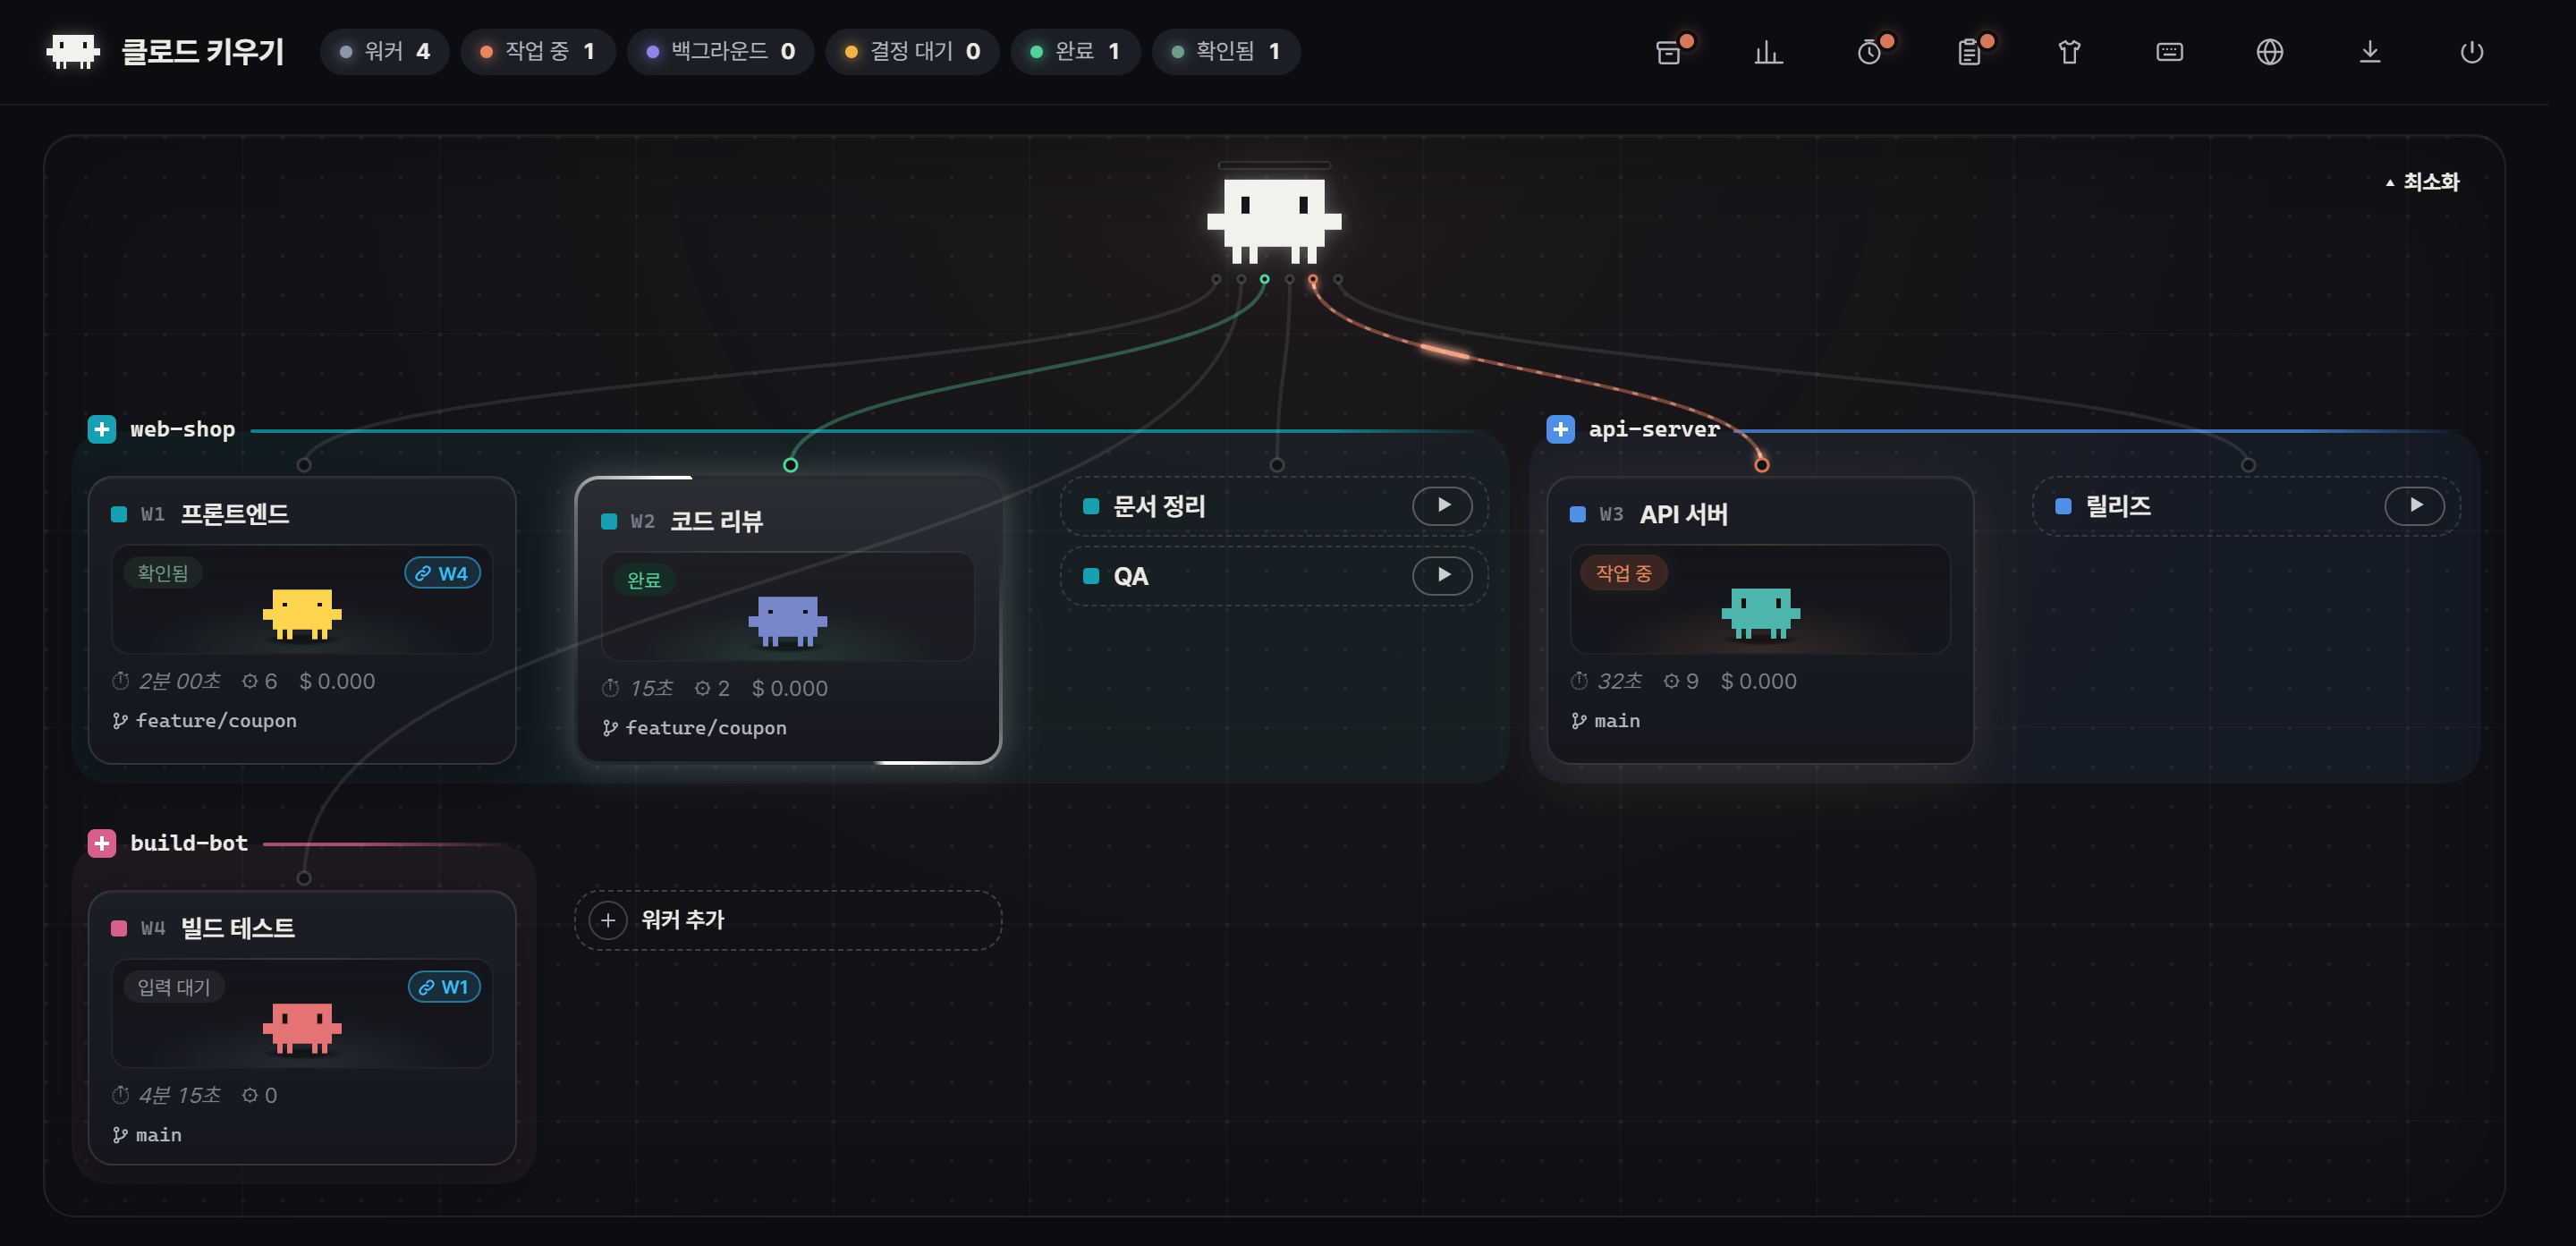 클로드 키우기
워커 4
작업 중 1
백그라운드 0
결정 대기 0
완료 1
확인됨 1
최소화
web-shop
W1 프론트엔드
확인됨
W4
2분 00초 6 $ 0.000
feature/coupon
W2 코드 리뷰
완료
15초 2 $ 0.000
feature/coupon
문서 정리
QA
api-server
W3 API 서버
작업 중
32초 9 $ 0.000
main
릴리즈
build-bot
W4 빌드 테스트
입력 대기
W1
4분 15초 0
main
워커 추가